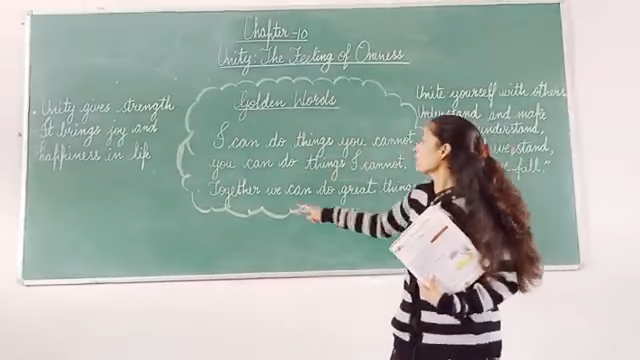 Chapter-10
Unity: The Feeling of Oneness
Unity gives strength
It brings joy and
happiness in life
Golden Words
I can do things you cannot,
you can do things I cannot.
Together we can do great things
Unite yourself with others
Understand and make
understand,
we stand,
fall."